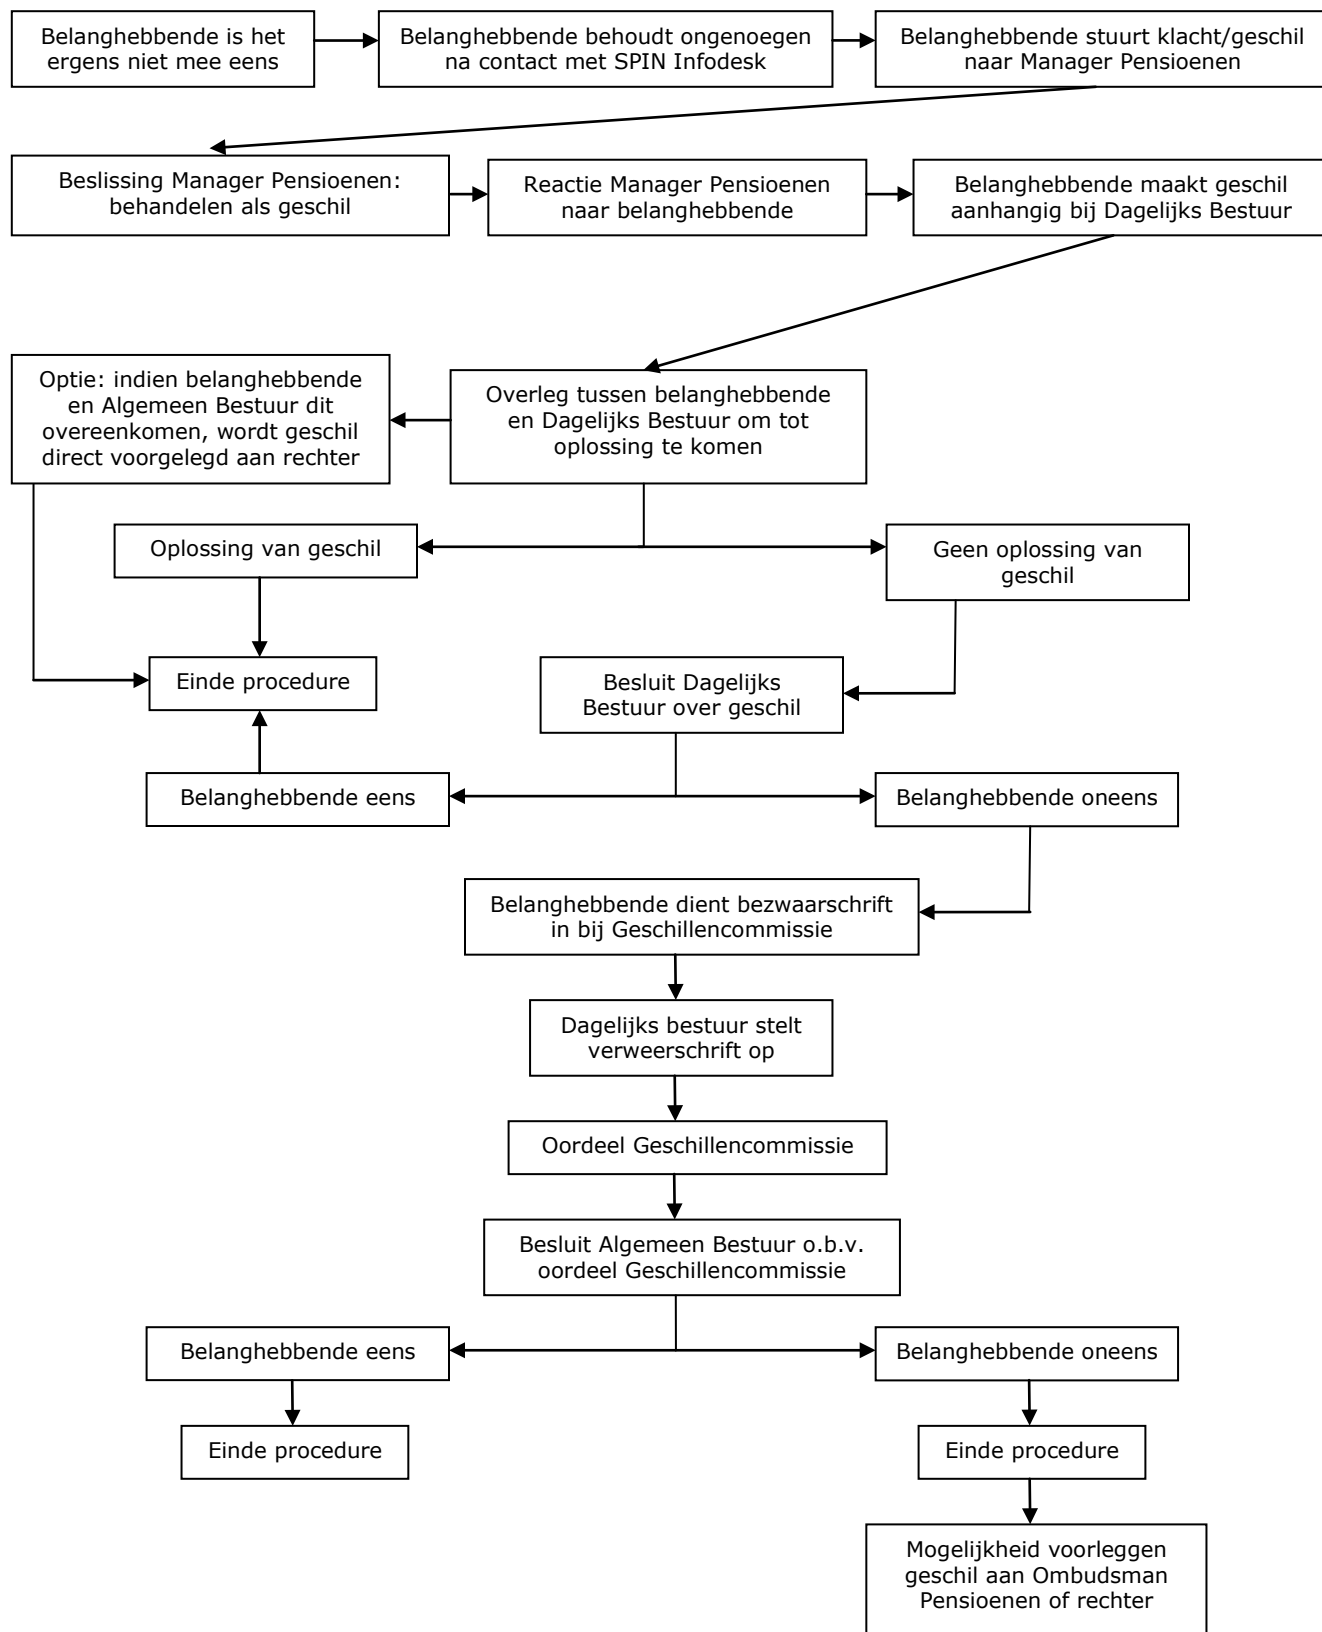 Belanghebbende is het
ergens niet mee eens
Belanghebbende behoudt ongenoegen
na contact met SPIN Infodesk
Belanghebbende stuurt klacht/geschil
naar Manager Pensioenen
Beslissing Manager Pensioenen:
behandelen als geschil
Reactie Manager Pensioenen
naar belanghebbende
Belanghebbende maakt geschil
aanhangig bij Dagelijks Bestuur
Optie: indien belanghebbende
en Algemeen Bestuur dit
overeenkomen, wordt geschil
direct voorgelegd aan rechter
Overleg tussen belanghebbende
en Dagelijks Bestuur om tot
oplossing te komen
Oplossing van geschil
Geen oplossing van
geschil
Einde procedure
Besluit Dagelijks
Bestuur over geschil
Belanghebbende eens
Belanghebbende oneens
Belanghebbende dient bezwaarschrift
in bij Geschillencommissie
Dagelijks bestuur stelt
verweerschrift op
Oordeel Geschillencommissie
Besluit Algemeen Bestuur o.b.v.
oordeel Geschillencommissie
Belanghebbende eens
Belanghebbende oneens
Einde procedure
Einde procedure
Mogelijkheid voorleggen
geschil aan Ombudsman
Pensioenen of rechter